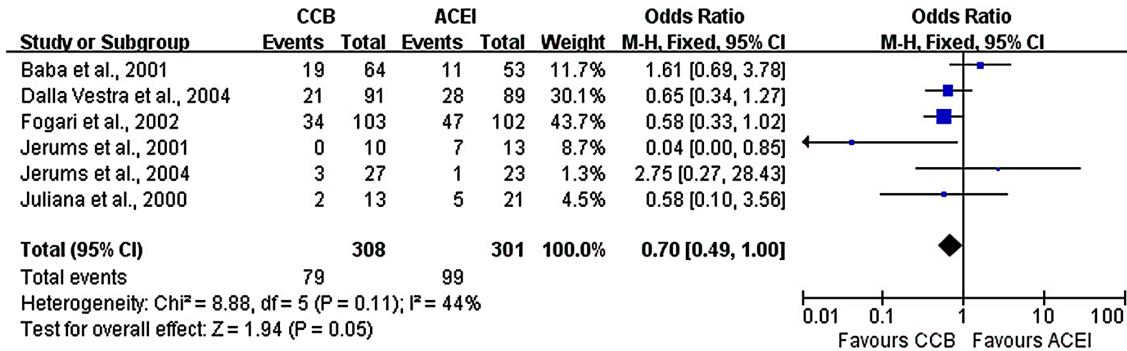 CCB ACEI Odds Ratio Odds Ratio
Study or Subgroup Events Total Events Total Weight M-H, Fixed, 95% CI M-H, Fixed, 95% CI
Baba et al., 2001 19 64 11 53 11.7% 1.61 [0.69, 3.78]
Dalla Vestra et al., 2004 21 91 28 89 30.1% 0.65 [0.34, 1.27]
Fogari et al., 2002 34 103 47 102 43.7% 0.58 [0.33, 1.02]
Jerums et al., 2001 0 10 7 13 8.7% 0.04 [0.00, 0.85]
Jerums et al., 2004 3 27 1 23 1.3% 2.75 [0.27, 28.43]
Juliana et al., 2000 2 13 5 21 4.5% 0.58 [0.10, 3.56]
Total (95% CI) 308 301 100.0% 0.70 [0.49, 1.00]
Total events 79 99
Heterogeneity: Chi² = 8.88, df = 5 (P = 0.11); I² = 44%
Test for overall effect: Z = 1.94 (P = 0.05)
0.01 0.1 1 10 100
Favours CCB Favours ACEI